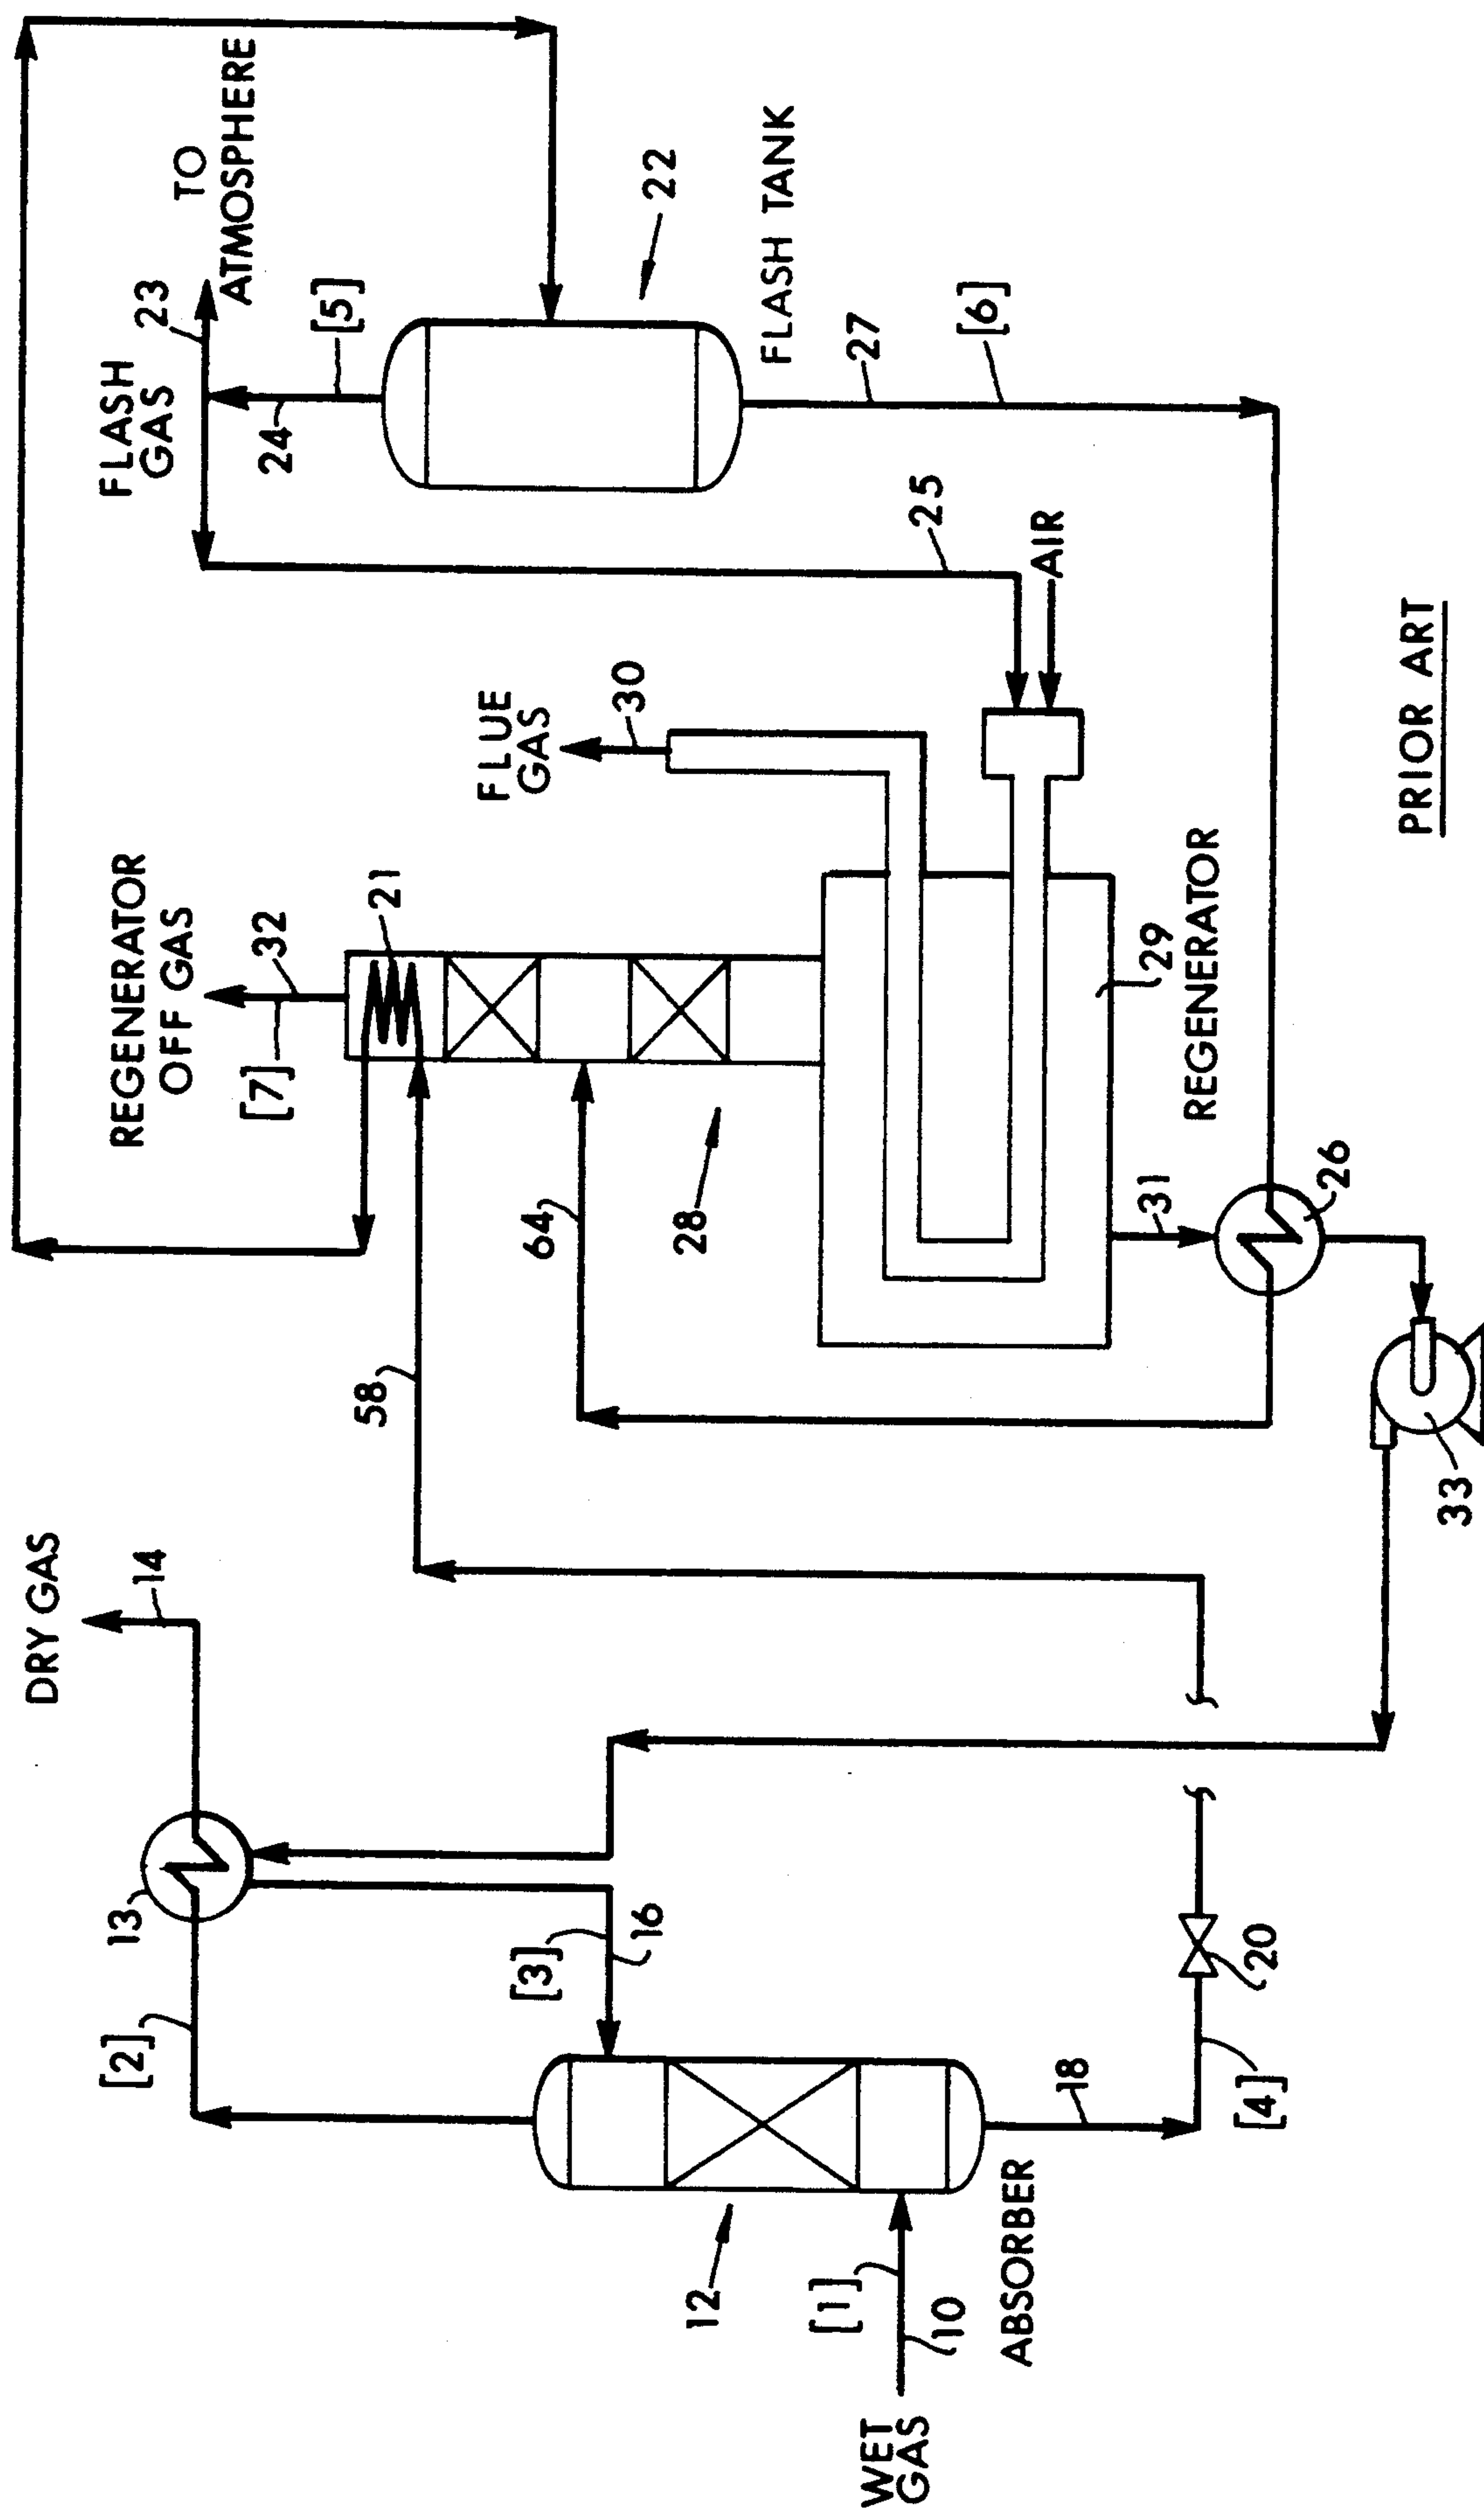 DRY GAS
14
13
[2]
[3]
16
12
[1]
10
WET
GAS
ABSORBER
18
[4]
20
58
64
28
REGENERATOR
OFF GAS
32
[7]
21
FLUE
GAS
30
29
REGENERATOR
31
26
33
FLASH
GAS
23
TO
ATMOSPHERE
24
[5]
22
FLASH TANK
27
[6]
25
AIR
PRIOR ART